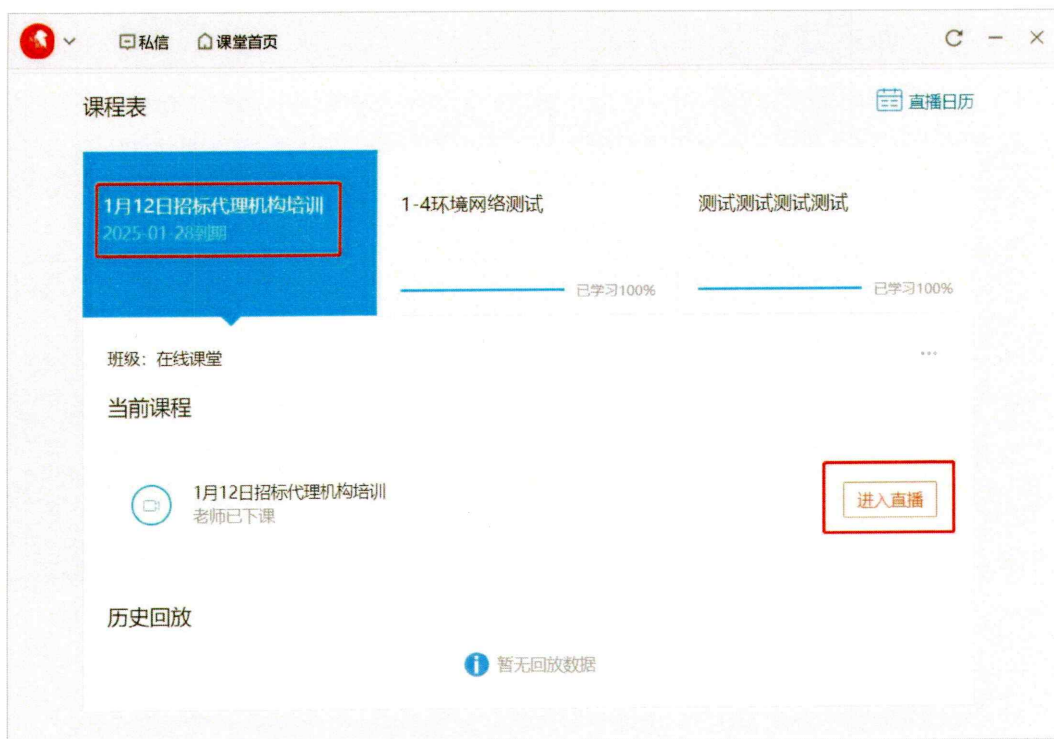 私信 课堂首页
课程表
直播日历
1月12日招标代理机构培训
2025-01-28到期
1-4环境网络测试
已学习100%
测试测试测试测试
已学习100%
班级：在线课堂
当前课程
1月12日招标代理机构培训
老师已下课
进入直播
历史回放
暂无回放数据